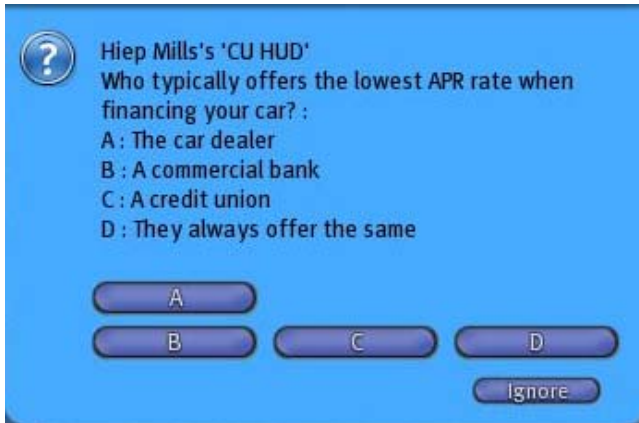 ?
Hiep Mills's 'CU HUD'
Who typically offers the lowest APR rate when
financing your car? :
A : The car dealer
B : A commercial bank
C : A credit union
D : They always offer the same
A
B C D
Ignore